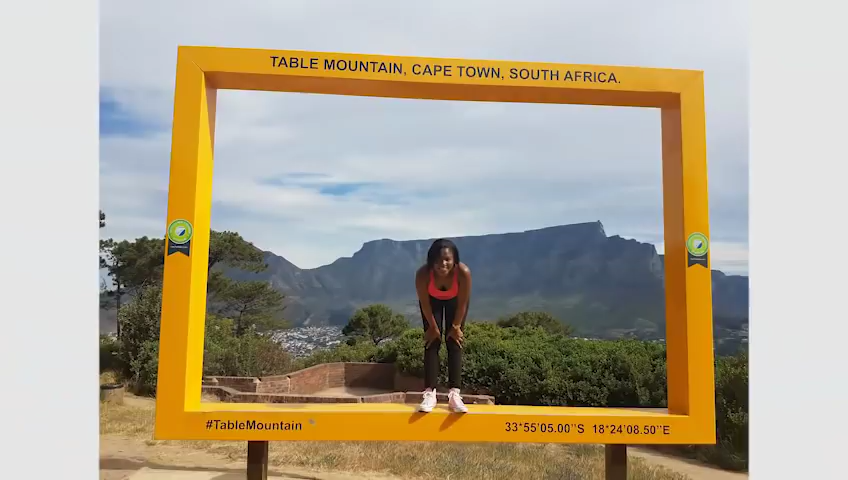 TABLE MOUNTAIN, CAPE TOWN, SOUTH AFRICA.
#TableMountain
33°55'05.00"S 18°24'08.50"E